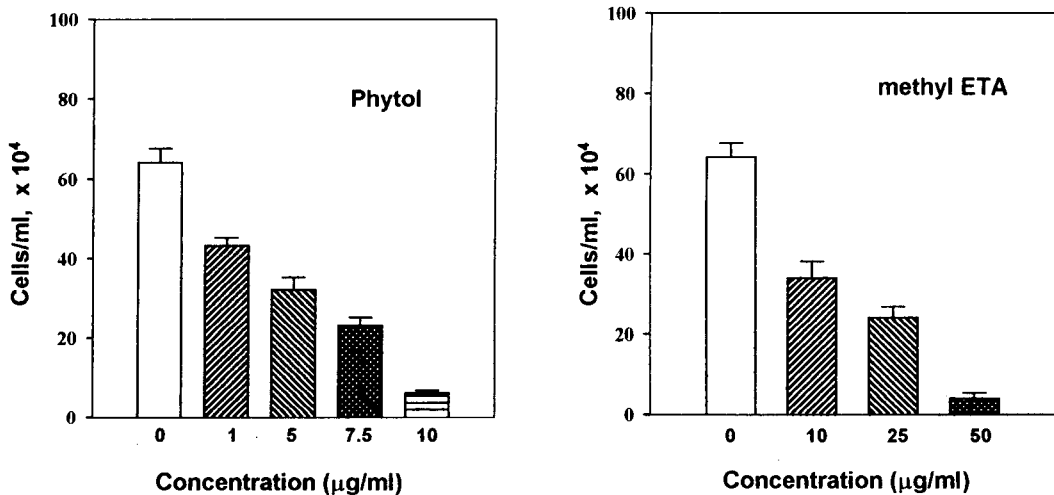 Phytol
Cells/ml, x 10⁴
100
80
60
40
20
0
0 1 5 7.5 10
Concentration (μg/ml)
methyl ETA
Cells/ml, x 10⁴
100
80
60
40
20
0
0 10 25 50
Concentration (μg/ml)